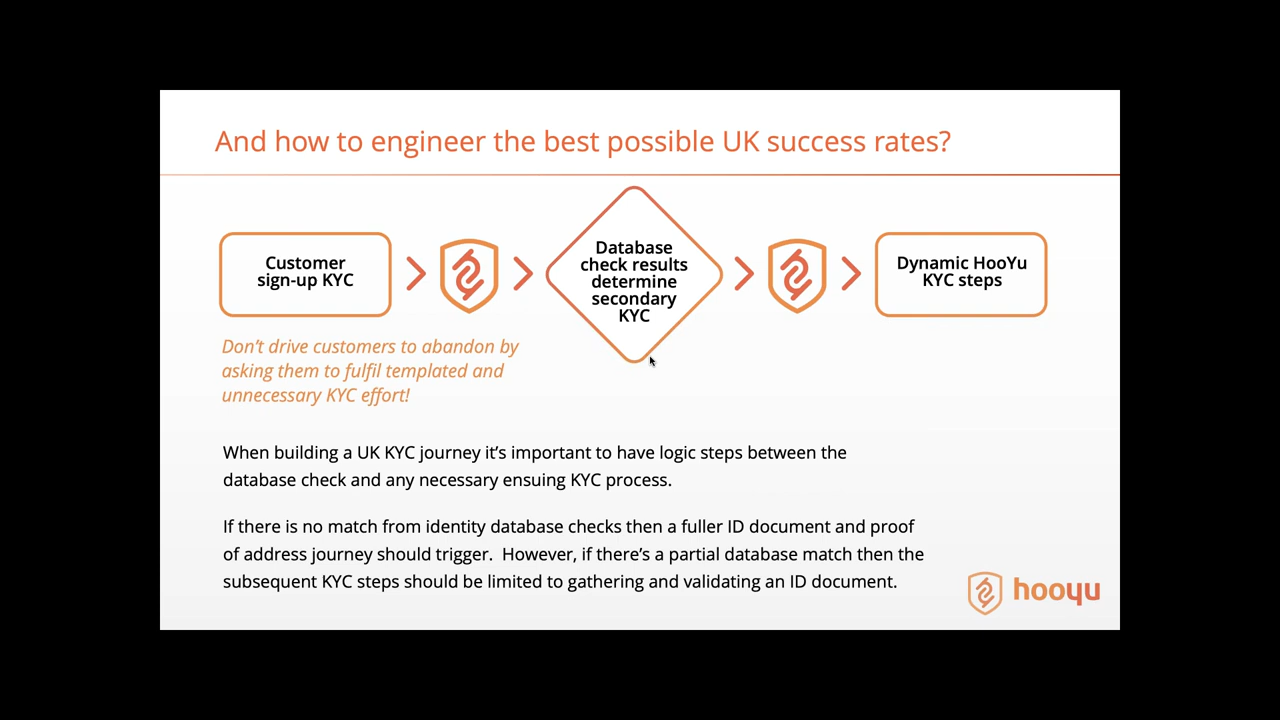 And how to engineer the best possible UK success rates?
Customer
sign-up KYC
Database
check results
determine
secondary
KYC
Dynamic HooYu
KYC steps
Don't drive customers to abandon by
asking them to fulfil templated and
unnecessary KYC effort!
When building a UK KYC journey it's important to have logic steps between the
database check and any necessary ensuing KYC process.
If there is no match from identity database checks then a fuller ID document and proof
of address journey should trigger.  However, if there's a partial database match then the
subsequent KYC steps should be limited to gathering and validating an ID document.
hooyu